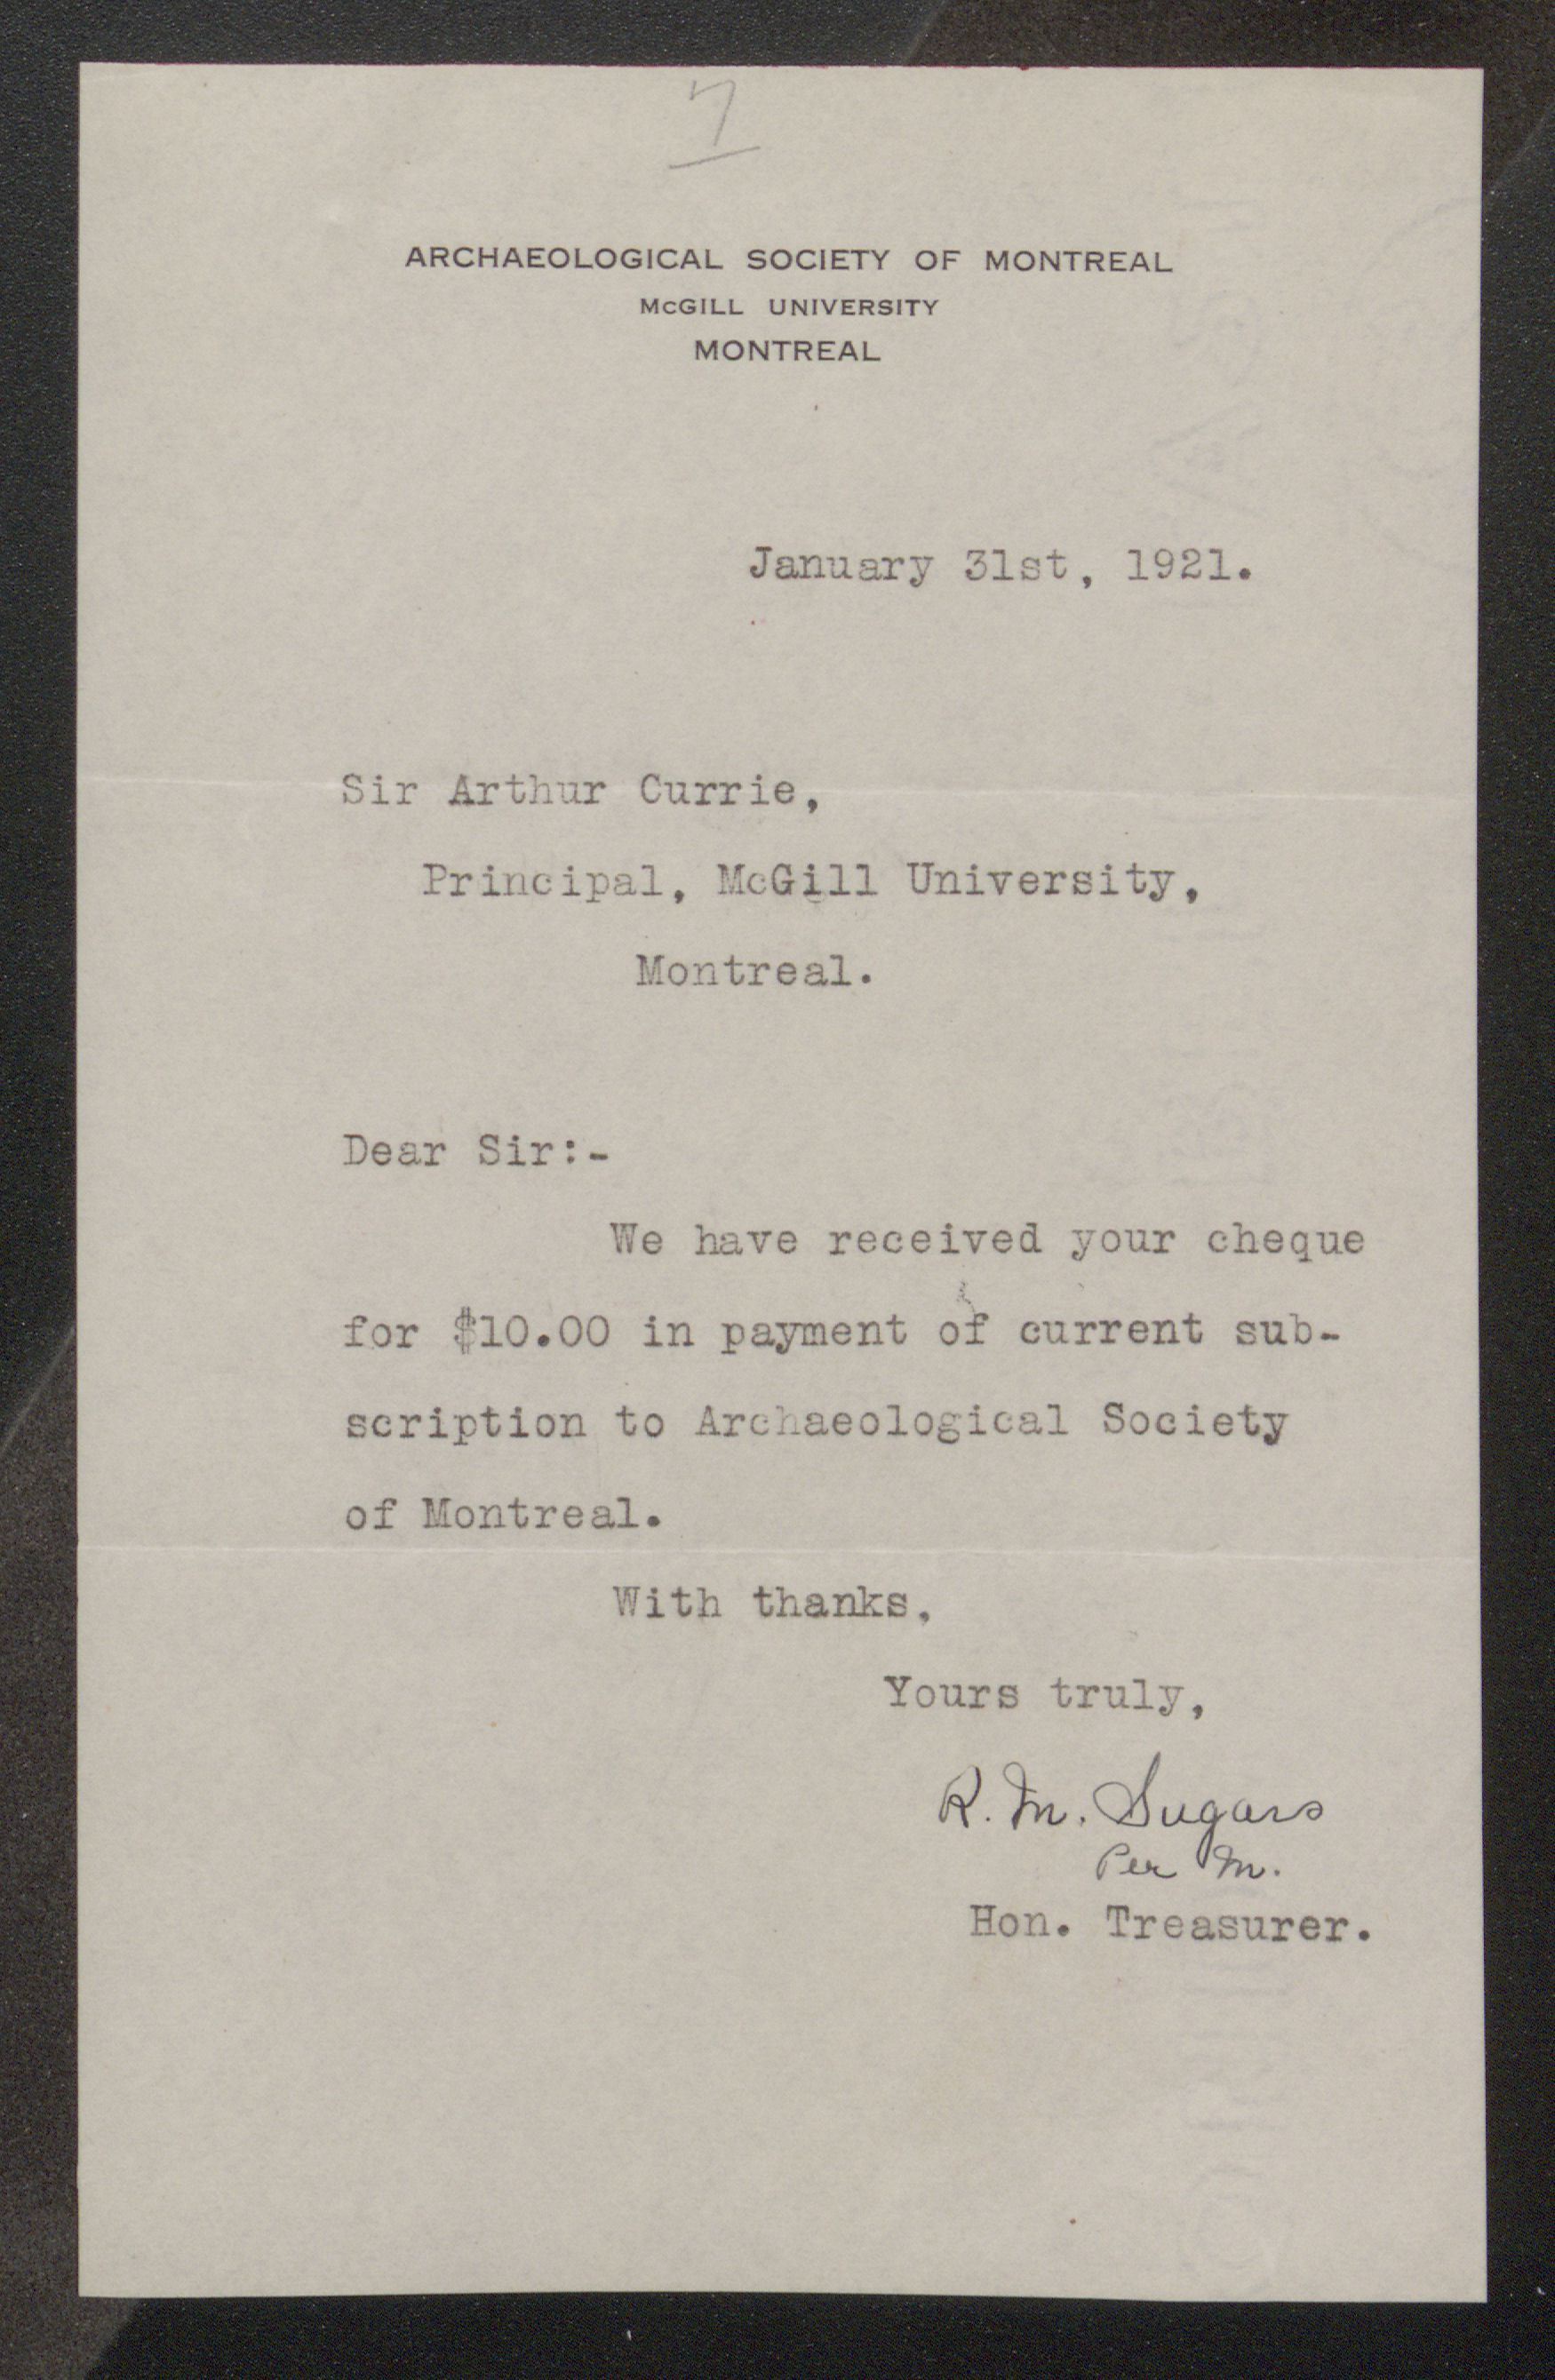 7
ARCHAEOLOGICAL SOCIETY OF MONTREAL
McGILL UNIVERSITY
MONTREAL
January 31st, 1921.
Sir Arthur Currie,
Principal, McGill University,
Montreal.
Dear Sir:-
We have received your cheque
for $10.00 in payment of current sub-
scription to Archaeological Society
of Montreal.
With thanks,
Yours truly,
R. M. Sugars
Per M.
Hon. Treasurer.